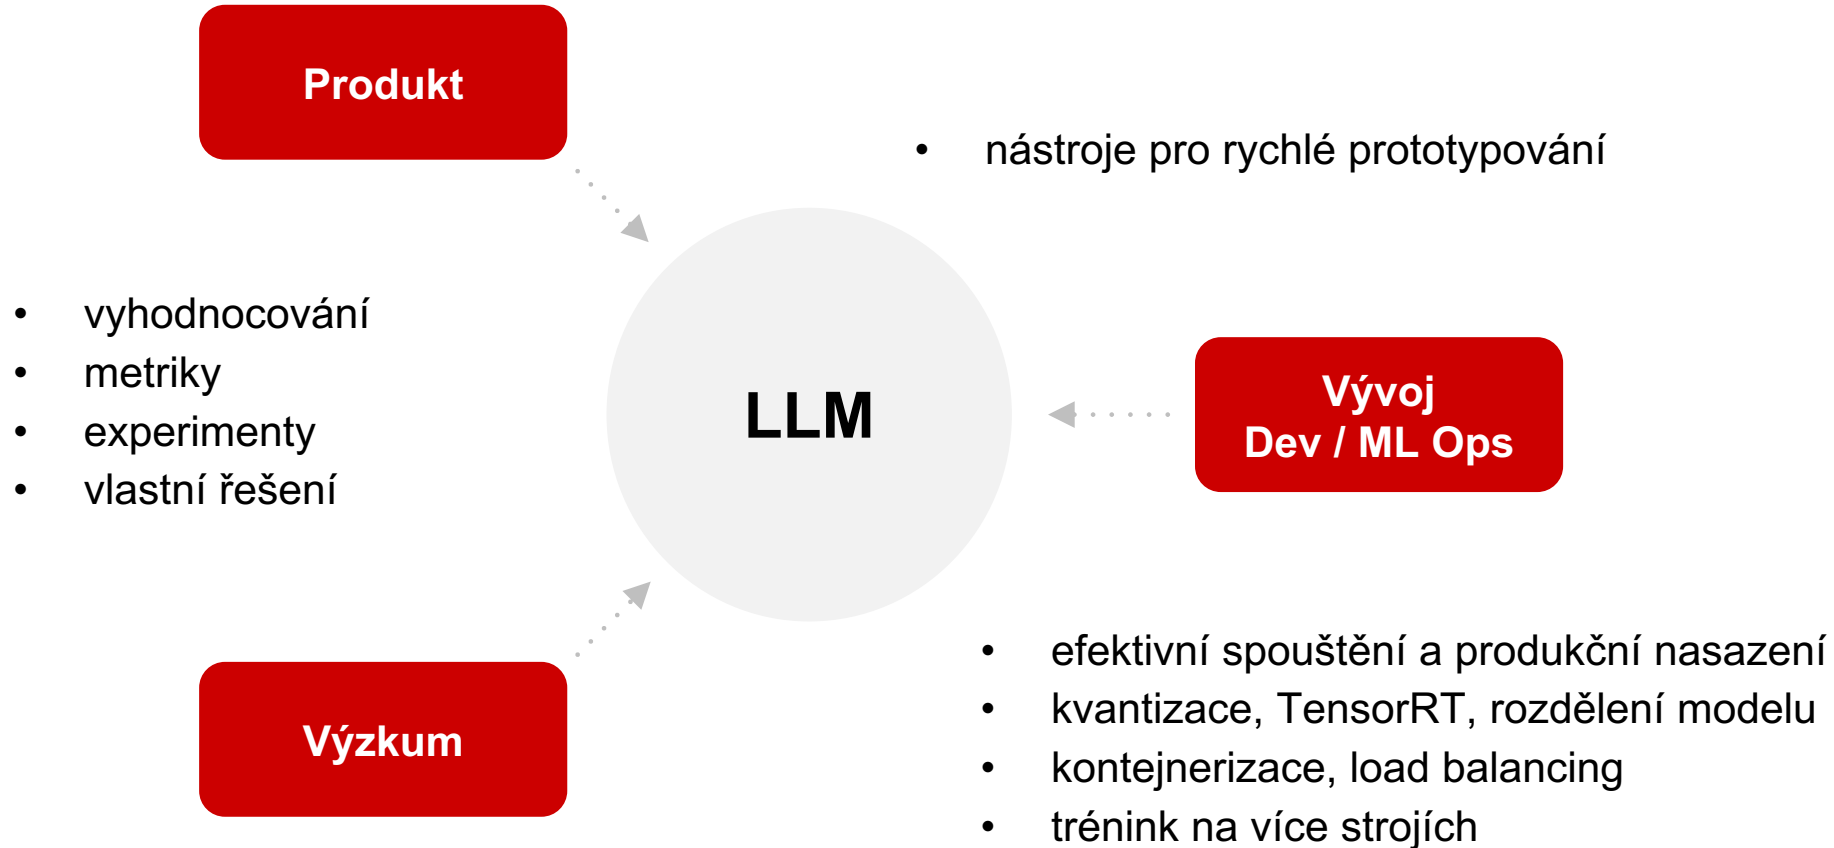 Produkt
• nástroje pro rychlé prototypování
• vyhodnocování
• metriky
• experimenty
• vlastní řešení
LLM
Vývoj
Dev / ML Ops
Výzkum
• efektivní spouštění a produkční nasazení
• kvantizace, TensorRT, rozdělení modelu
• kontejnerizace, load balancing
• trénink na více strojích